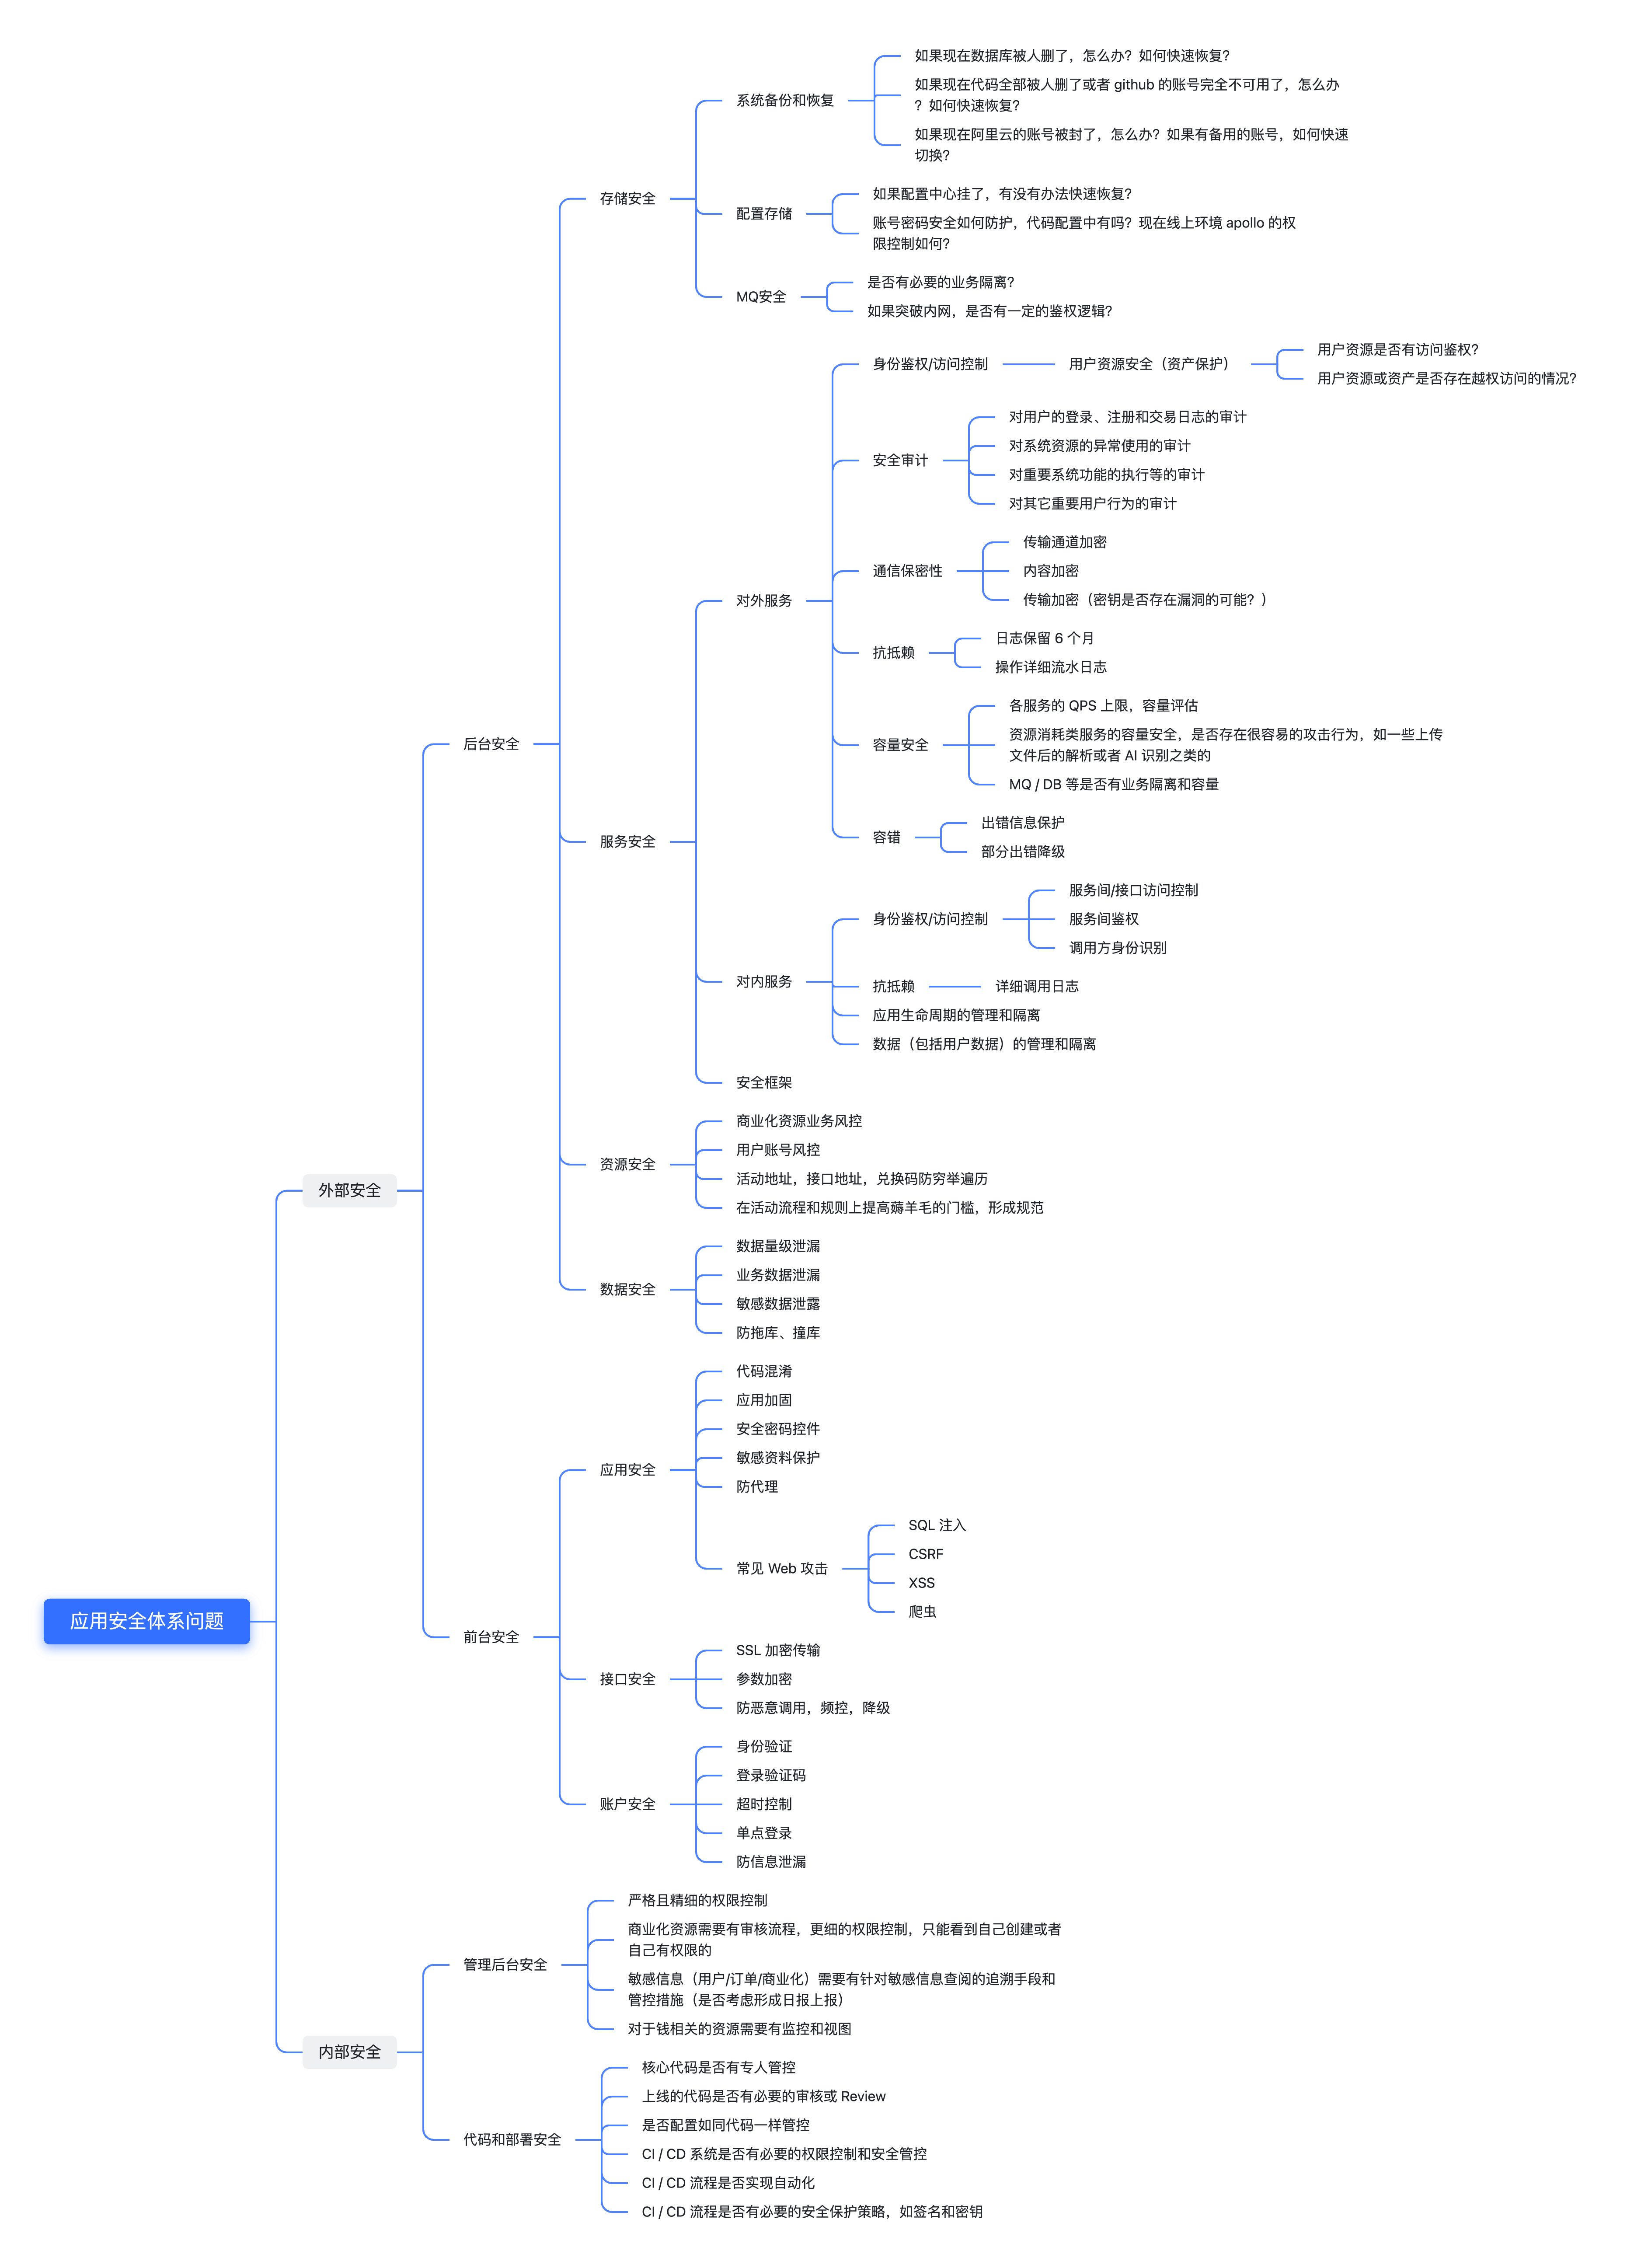 应用安全体系问题
外部安全
后台安全
存储安全
系统备份和恢复
如果现在数据库被人删了，怎么办？如何快速恢复？
如果现在代码全部被人删了或者 github 的账号完全不可用了，怎么办
？如何快速恢复？
如果现在阿里云的账号被封了，怎么办？如果有备用的账号，如何快速
切换？
配置存储
如果配置中心挂了，有没有办法快速恢复？
账号密码安全如何防护，代码配置中有吗？现在线上环境 apollo 的权
限控制如何？
MQ安全
是否有必要的业务隔离？
如果突破内网，是否有一定的鉴权逻辑？
服务安全
对外服务
身份鉴权/访问控制
用户资源安全（资产保护）
用户资源是否有访问鉴权？
用户资源或资产是否存在越权访问的情况？
安全审计
对用户的登录、注册和交易日志的审计
对系统资源的异常使用的审计
对重要系统功能的执行等的审计
对其它重要用户行为的审计
通信保密性
传输通道加密
内容加密
传输加密（密钥是否存在漏洞的可能？）
抗抵赖
日志保留 6 个月
操作详细流水日志
容量安全
各服务的 QPS 上限，容量评估
资源消耗类服务的容量安全，是否存在很容易的攻击行为，如一些上传
文件后的解析或者 AI 识别之类的
MQ / DB 等是否有业务隔离和容量
容错
出错信息保护
部分出错降级
对内服务
身份鉴权/访问控制
服务间/接口访问控制
服务间鉴权
调用方身份识别
抗抵赖
详细调用日志
应用生命周期的管理和隔离
数据（包括用户数据）的管理和隔离
安全框架
资源安全
商业化资源业务风控
用户账号风控
活动地址，接口地址，兑换码防穷举遍历
在活动流程和规则上提高薅羊毛的门槛，形成规范
数据安全
数据量级泄漏
业务数据泄漏
敏感数据泄露
防拖库、撞库
前台安全
应用安全
代码混淆
应用加固
安全密码控件
敏感资料保护
防代理
常见 Web 攻击
SQL 注入
CSRF
XSS
爬虫
接口安全
SSL 加密传输
参数加密
防恶意调用，频控，降级
账户安全
身份验证
登录验证码
超时控制
单点登录
防信息泄漏
内部安全
管理后台安全
严格且精细的权限控制
商业化资源需要有审核流程，更细的权限控制，只能看到自己创建或者
自己有权限的
敏感信息（用户/订单/商业化）需要有针对敏感信息查阅的追溯手段和
管控措施（是否考虑形成日报上报）
对于钱相关的资源需要有监控和视图
代码和部署安全
核心代码是否有专人管控
上线的代码是否有必要的审核或 Review
是否配置如同代码一样管控
CI / CD 系统是否有必要的权限控制和安全管控
CI / CD 流程是否实现自动化
CI / CD 流程是否有必要的安全保护策略，如签名和密钥